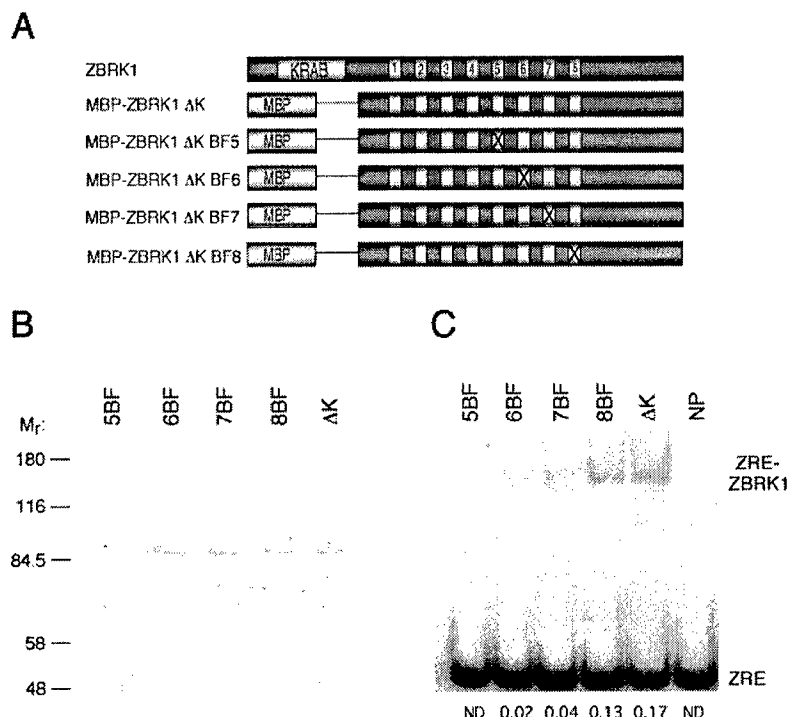 A
ZBRK1 KRAB 1 2 3 4 5 6 7 8
MBP-ZBRK1 ΔK MBP
MBP-ZBRK1 ΔK BF5 MBP X
MBP-ZBRK1 ΔK BF6 MBP X
MBP-ZBRK1 ΔK BF7 MBP X
MBP-ZBRK1 ΔK BF8 MBP X
B
5BF 6BF 7BF 8BF ΔK
Mr:
180
116
84.5
58
48
C
5BF 6BF 7BF 8BF ΔK NP
ZRE-
ZBRK1
ZRE
ND 0.02 0.04 0.13 0.17 ND